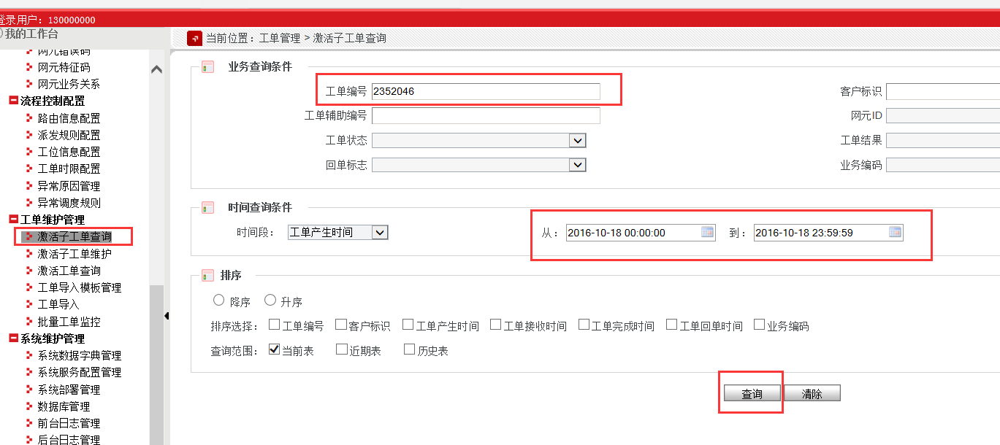 登录用户：130000000
我的工作台
当前位置：工单管理 > 激活子工单查询
网元错误码
网元特征码
网元业务关系
流程控制配置
路由信息配置
派发规则配置
工位信息配置
工单时限配置
异常原因管理
异常调度规则
工单维护管理
激活子工单查询
激活子工单维护
激活工单查询
工单导入模板管理
工单导入
批量工单监控
系统维护管理
系统数据字典管理
系统服务配置管理
系统部署管理
数据库管理
前台日志管理
后台日志管理
业务查询条件
工单编号 2352046 客户标识
工单辅助编号 网元ID
工单状态 工单结果
回单标志 业务编码
时间查询条件
时间段： 工单产生时间 从： 2016-10-18 00:00:00 到： 2016-10-18 23:59:59
排序
降序 升序
排序选择： 工单编号 客户标识 工单产生时间 工单接收时间 工单完成时间 工单回单时间 业务编码
查询范围： 当前表 近期表 历史表
查询 清除